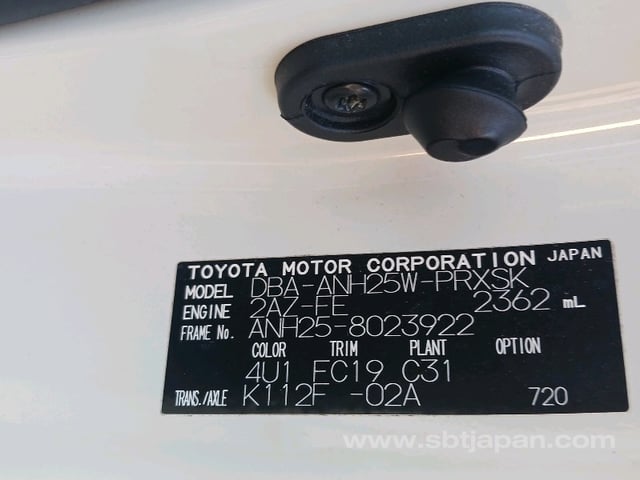 TOYOTA MOTOR CORPORATION JAPAN
MODEL DBA-ANH25W-PRXSK
ENGINE 2AZ-FE 2362 mL
FRAME No. ANH25-8023922
COLOR TRIM PLANT OPTION
4U1 FC19 C31
TRANS./AXLE K112F -02A 720
www.sbtjapan.com